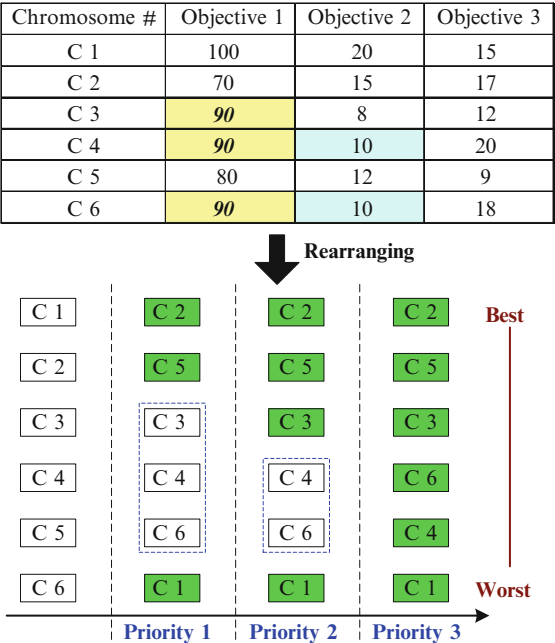 Chromosome # Objective 1 Objective 2 Objective 3
C 1 100 20 15
C 2 70 15 17
C 3 90 8 12
C 4 90 10 20
C 5 80 12 9
C 6 90 10 18
Rearranging
C 1 C 2 C 2 C 2 Best
C 2 C 5 C 5 C 5
C 3 C 3 C 3 C 3
C 4 C 4 C 4 C 6
C 5 C 6 C 6 C 4
C 6 C 1 C 1 C 1 Worst
Priority 1 Priority 2 Priority 3